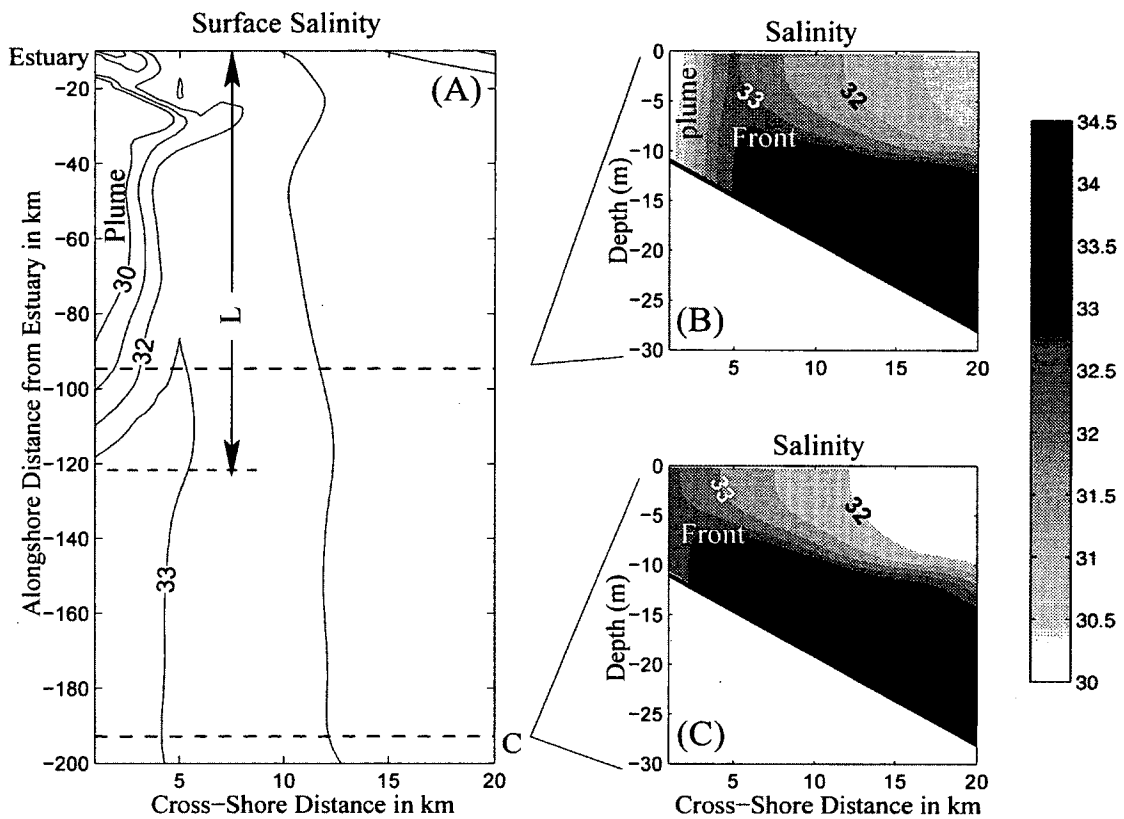 Surface Salinity
Estuary
−20
−40
−60
−80
−100
−120
−140
−160
−180
−200
Alongshore Distance from Estuary in km
5
10
15
20
Cross−Shore Distance in km
(A)
Plume
30
32
33
L
C
Salinity
0
−5
−10
−15
−20
−25
−30
Depth (m)
plume
33
32
Front
(B)
5
10
15
20
Salinity
0
−5
−10
−15
−20
−25
−30
Depth (m)
33
32
Front
(C)
5
10
15
20
Cross−Shore Distance in km
34.5
34
33.5
33
32.5
32
31.5
31
30.5
30